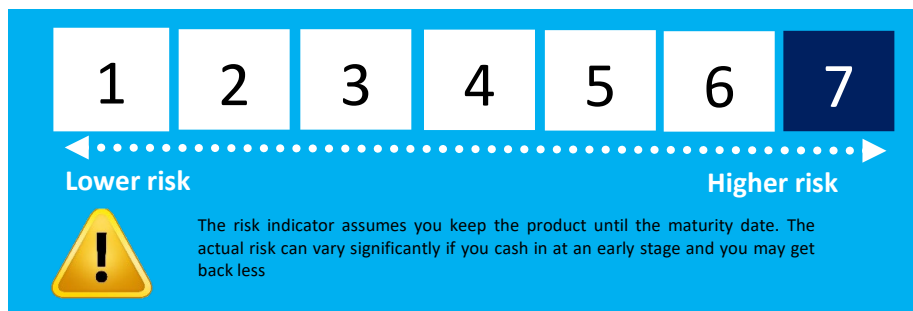 1 2 3 4 5 6 7
Lower risk Higher risk
!
The risk indicator assumes you keep the product until the maturity date. The
actual risk can vary significantly if you cash in at an early stage and you may get
back less